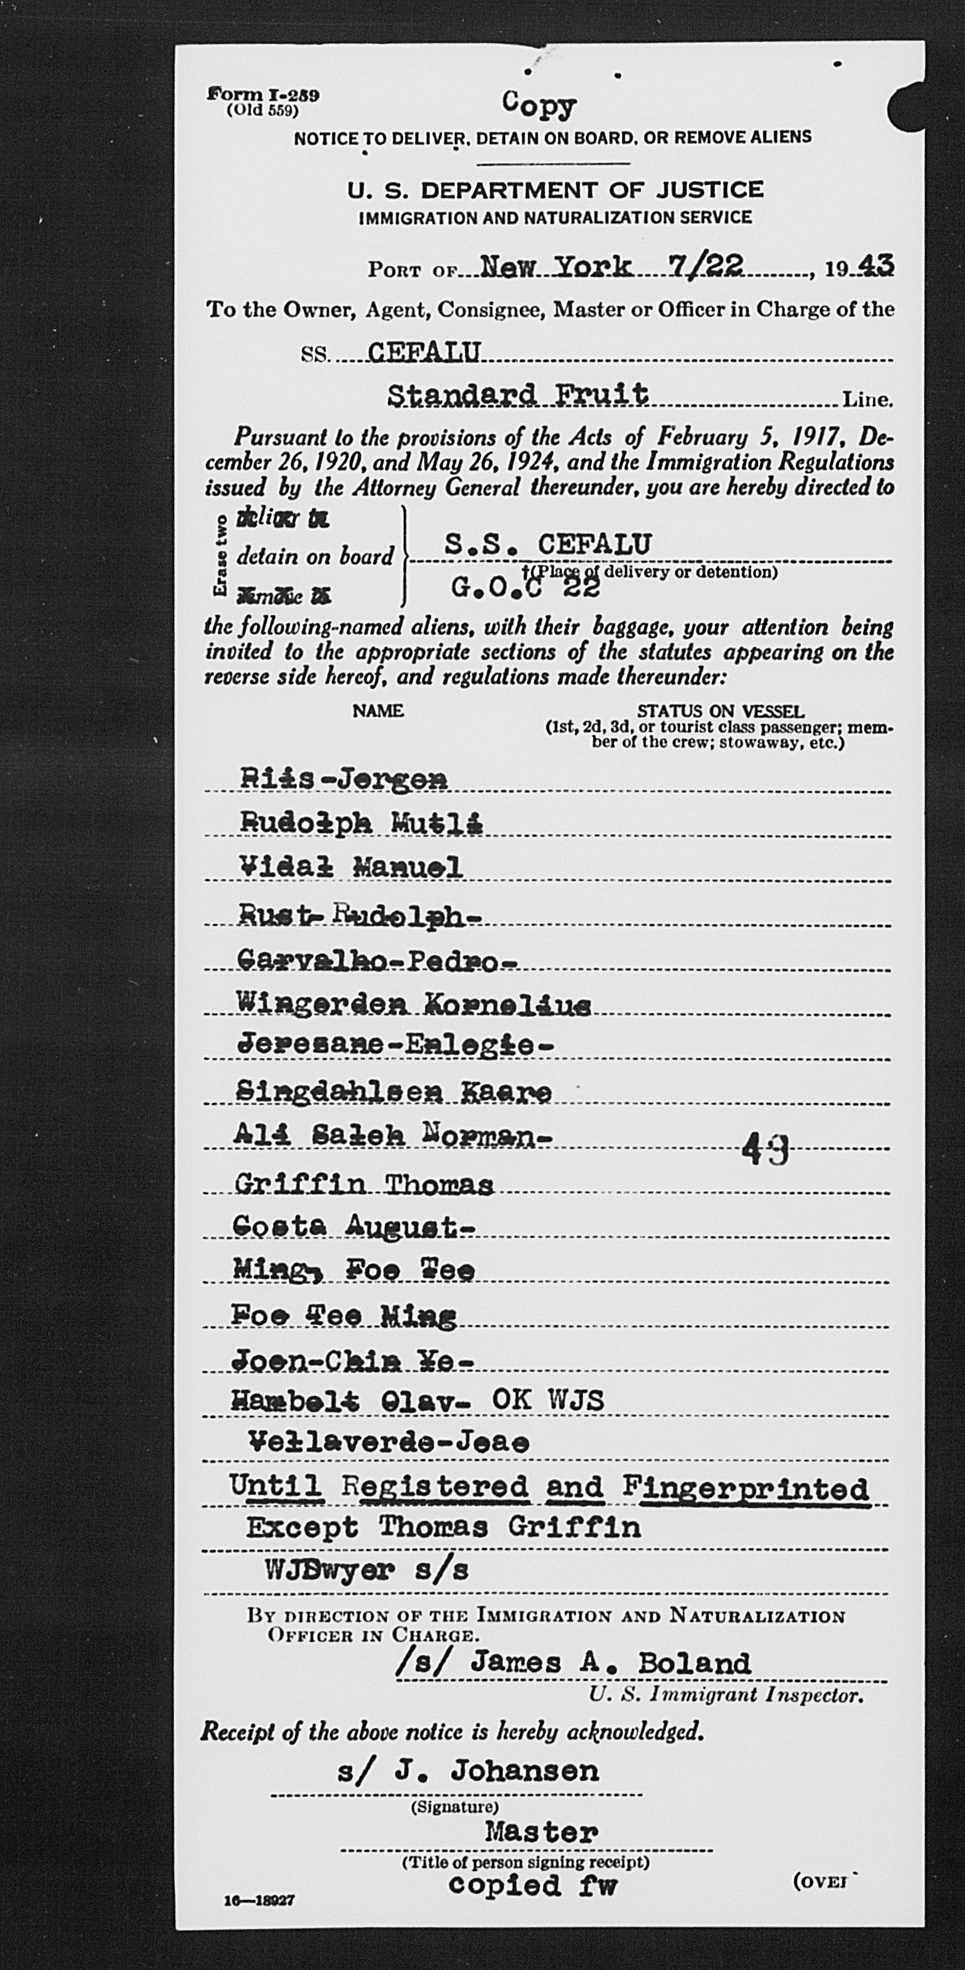 Form I-259
(Old 559)
Copy
NOTICE TO DELIVER, DETAIN ON BOARD, OR REMOVE ALIENS
U. S. DEPARTMENT OF JUSTICE
IMMIGRATION AND NATURALIZATION SERVICE
PORT OF New York 7/22, 1943
To the Owner, Agent, Consignee, Master or Officer in Charge of the
SS. CEFALU
Standard Fruit Line.
Pursuant to the provisions of the Acts of February 5, 1917, De-
cember 26, 1920, and May 26, 1924, and the Immigration Regulations
issued by the Attorney General thereunder, you are hereby directed to
Erase two
deliver to
detain on board
S.S. CEFALU
†(Place of delivery or detention)
G.O.C 22
the following-named aliens, with their baggage, your attention being
invited to the appropriate sections of the statutes appearing on the
reverse side hereof, and regulations made thereunder:
NAME
STATUS ON VESSEL
(1st, 2d, 3d, or tourist class passenger; mem-
ber of the crew; stowaway, etc.)
Riis-Jorgen
Rudolph Mutli
Vidal Manuel
Rust-Rudolph-
Garvalho-Pedro-
Wingerden Kornelius
Jeresane-Enlogie-
Singdahlsen Kaare
Ali Saleh Norman- 49
Griffin Thomas
Costa August-
Ming, Foe Tee
Foe Tee Ming
Joen-Chin Ye-
Hambolt Olav- OK WJS
Vellaverde-Jose
Until Registered and Fingerprinted
Except Thomas Griffin
WJDwyer s/s
BY DIRECTION OF THE IMMIGRATION AND NATURALIZATION
OFFICER IN CHARGE.
/s/ James A. Boland
U. S. Immigrant Inspector.
Receipt of the above notice is hereby acknowledged.
s/ J. Johansen
(Signature)
Master
(Title of person signing receipt)
copied fw
(OVER
16—18927